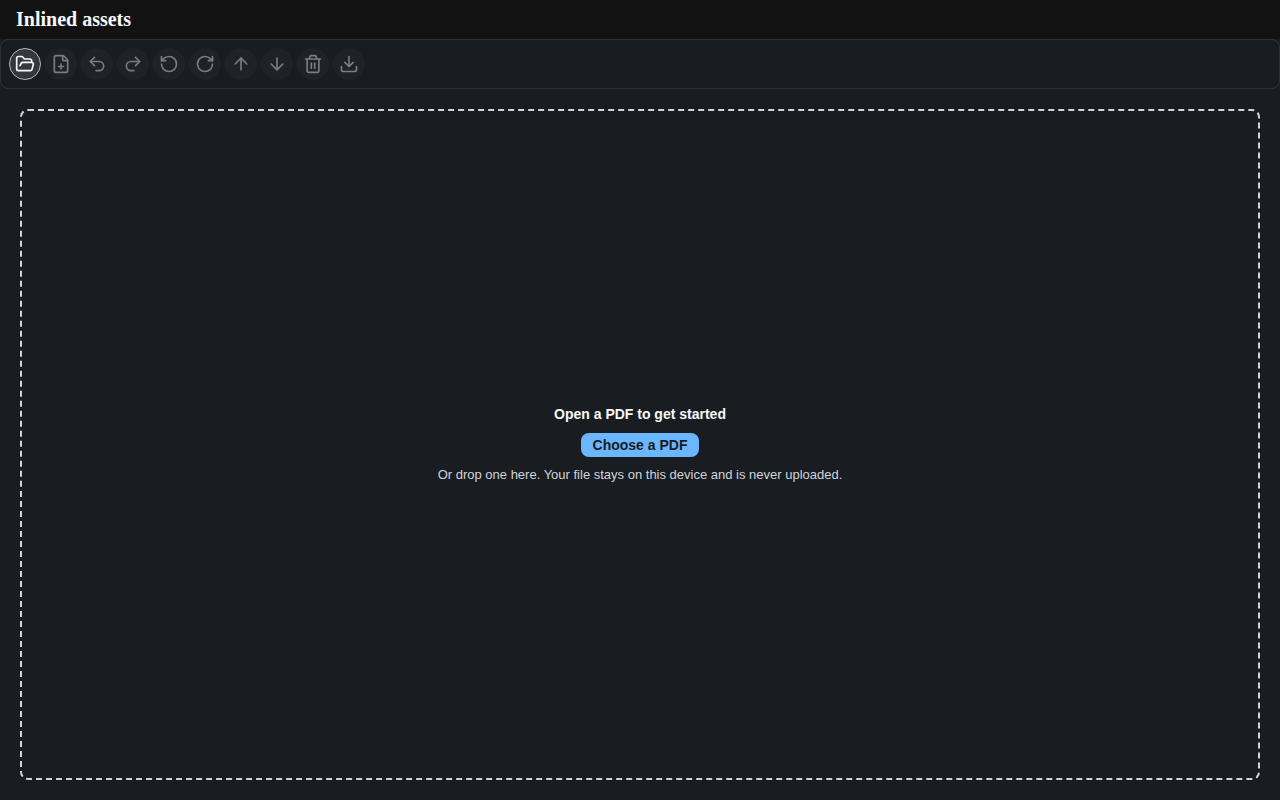 Inlined assets
Open a PDF to get started
Choose a PDF
Or drop one here. Your file stays on this device and is never uploaded.